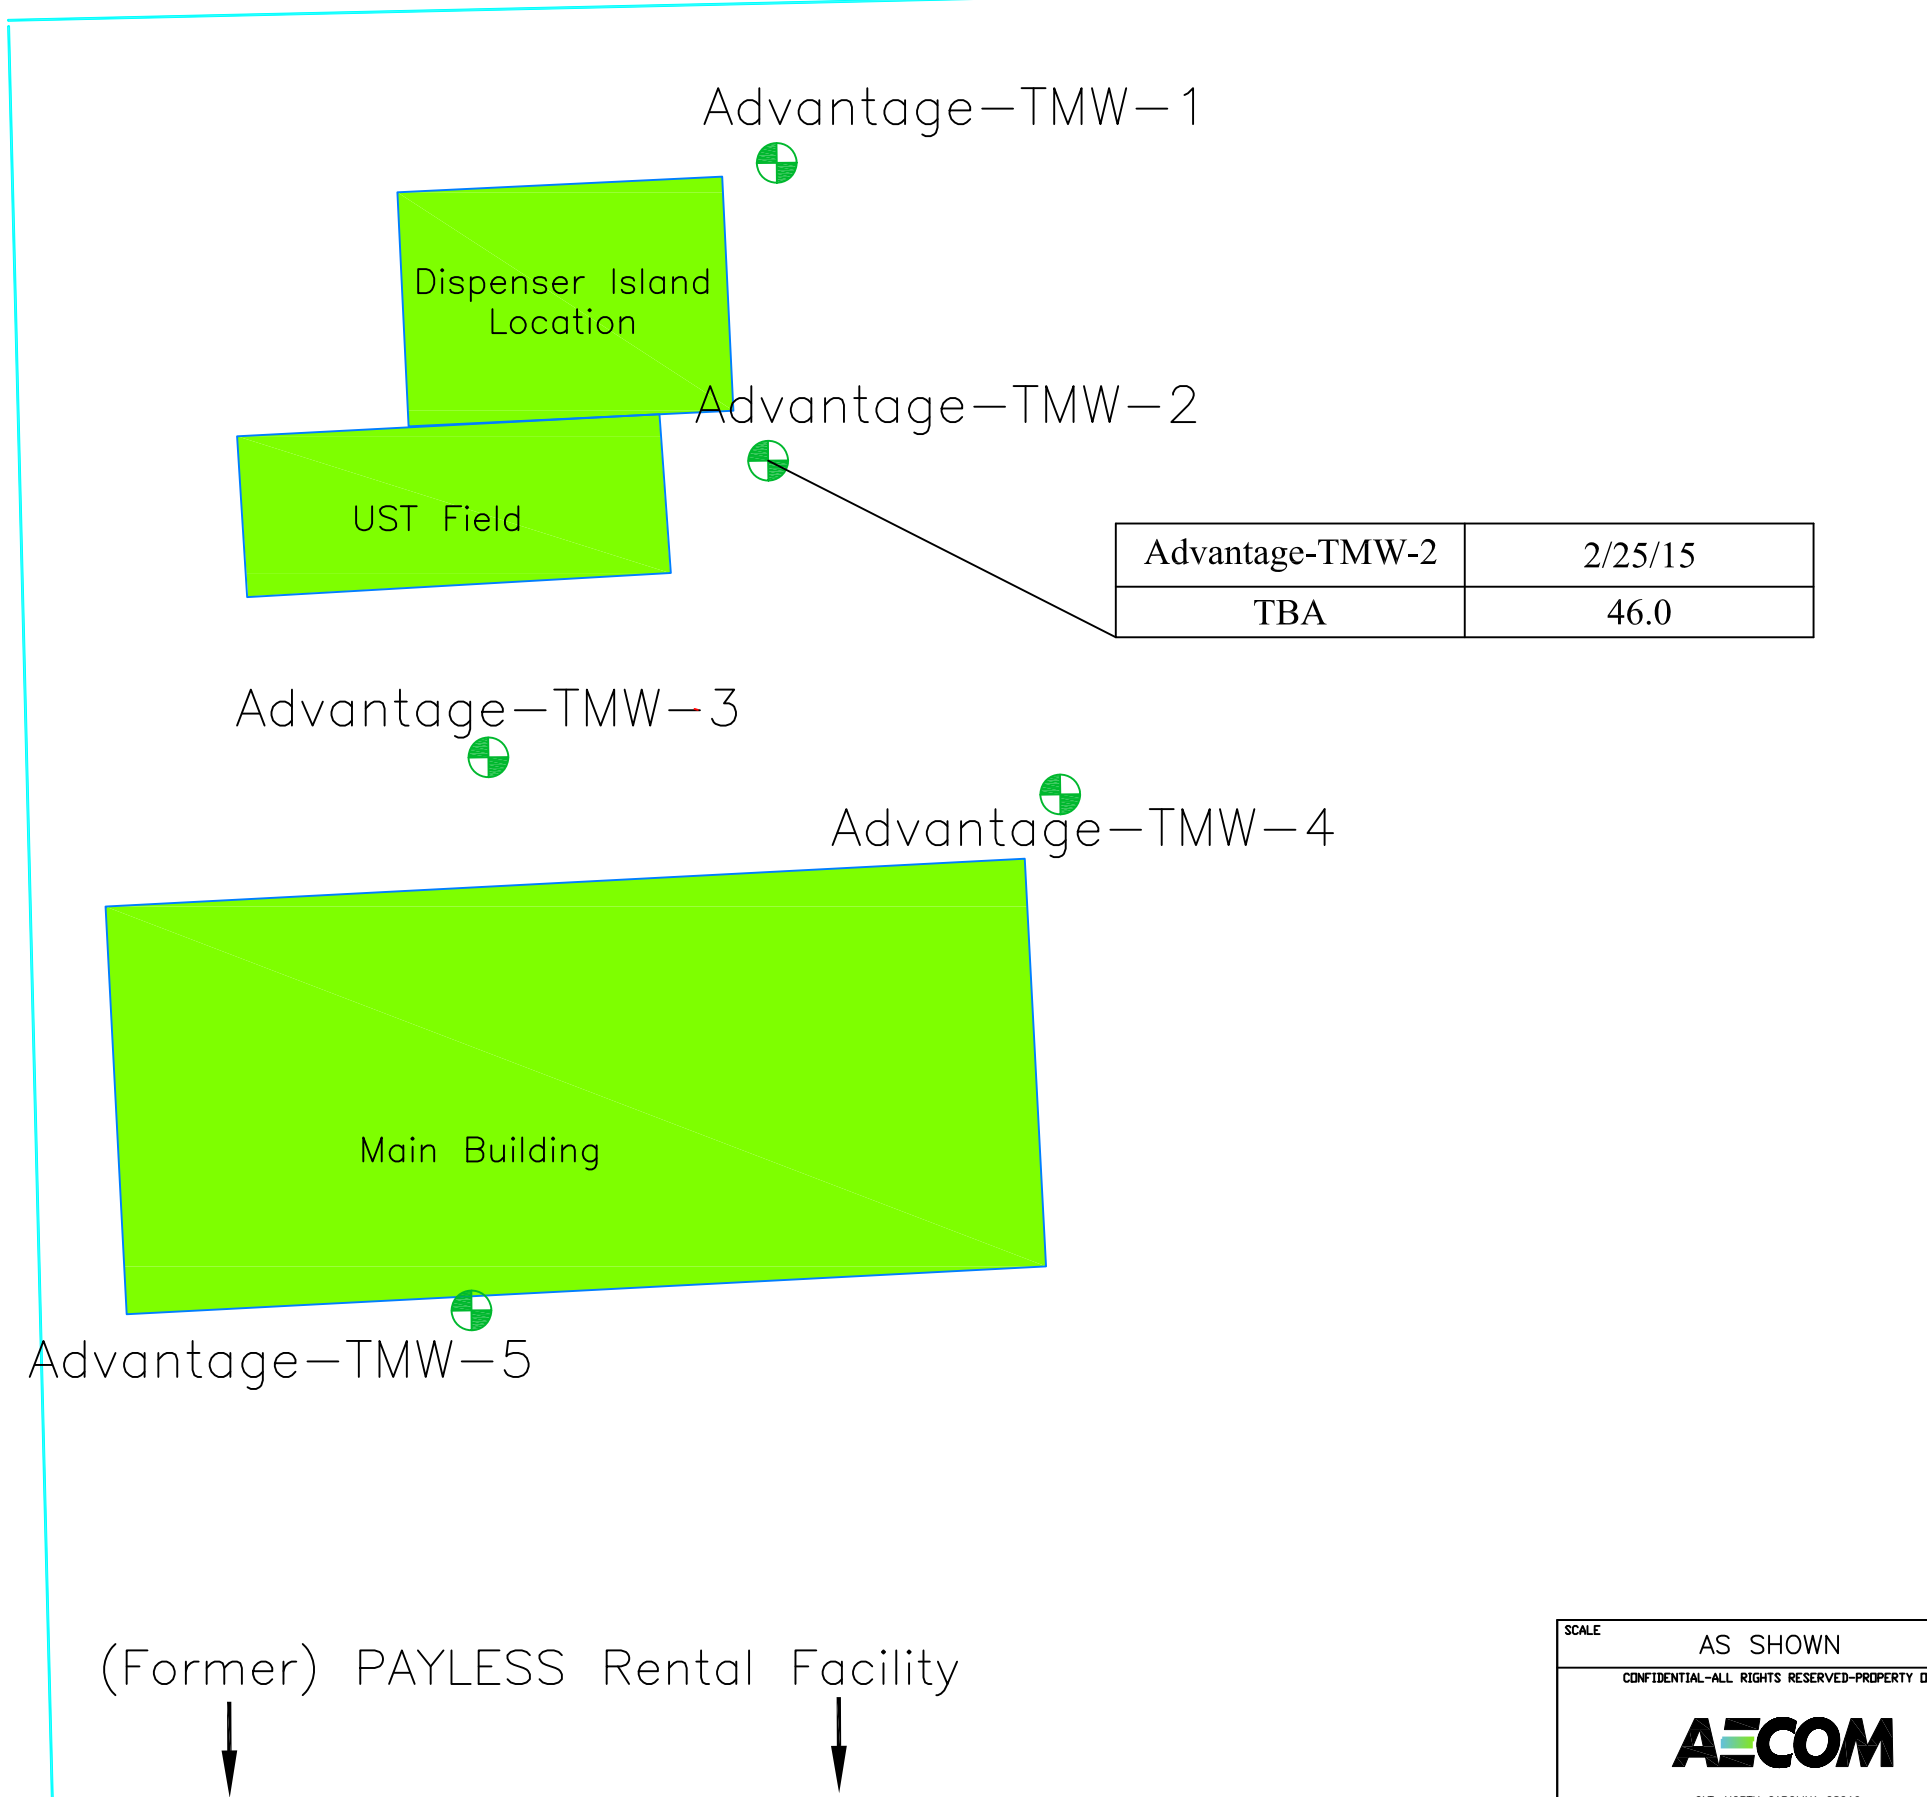 Advantage-TMW-1
Dispenser Island
Location
Advantage-TMW-2
UST Field
Advantage-TMW-2 2/25/15
TBA 46.0
Advantage-TMW-3
Advantage-TMW-4
Main Building
Advantage-TMW-5
(Former) PAYLESS Rental Facility
SCALE
AS SHOWN
CONFIDENTIAL-ALL RIGHTS RESERVED-PROPERTY
AECOM